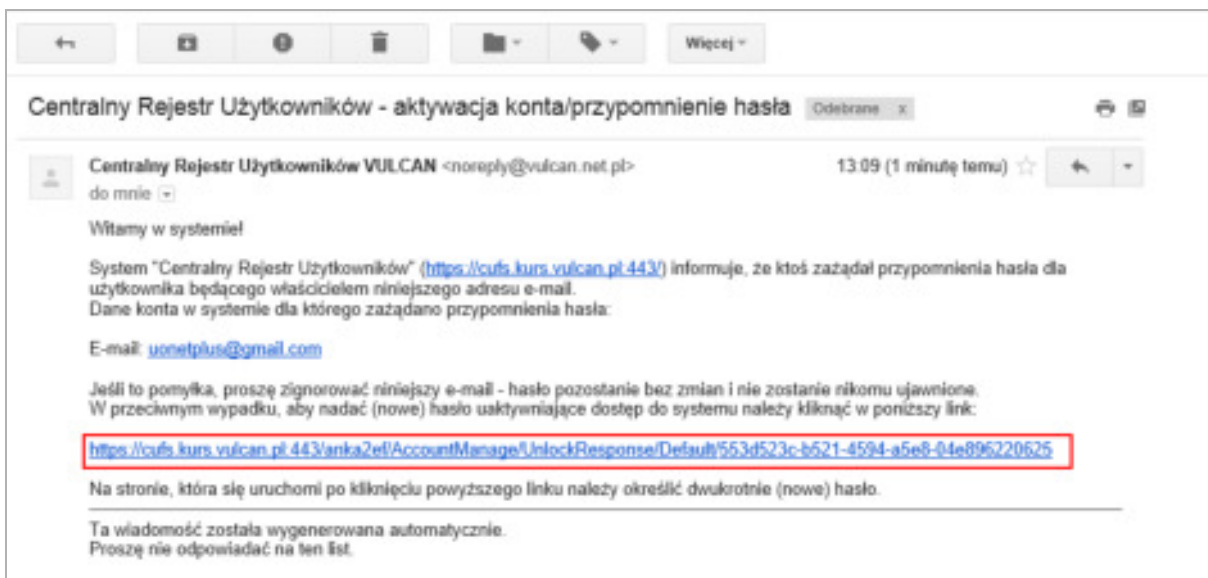 Więcej
Centralny Rejestr Użytkowników - aktywacja konta/przypomnienie hasła Odebrane x
Centralny Rejestr Użytkowników VULCAN <noreply@vulcan.net.pl> 13:09 (1 minutę temu)
do mnie
Witamy w systemie!
System "Centralny Rejestr Użytkowników" (https://cufs.kurs.vulcan.pl:443/) informuje, że ktoś zażądał przypomnienia hasła dla
użytkownika będącego właścicielem niniejszego adresu e-mail.
Dane konta w systemie dla którego zażądano przypomnienia hasła:
E-mail: uonetplus@gmail.com
Jeśli to pomyłka, proszę zignorować niniejszy e-mail - hasło pozostanie bez zmian i nie zostanie nikomu ujawnione.
W przeciwnym wypadku, aby nadać (nowe) hasło uaktywniające dostęp do systemu należy kliknąć w poniższy link:
https://cufs.kurs.vulcan.pl:443/anka2ef/AccountManage/UnlockResponse/Default/553d523c-b521-4594-a5e8-04e896220625
Na stronie, która się uruchomi po kliknięciu powyższego linku należy określić dwukrotnie (nowe) hasło.
Ta wiadomość została wygenerowana automatycznie.
Proszę nie odpowiadać na ten list.